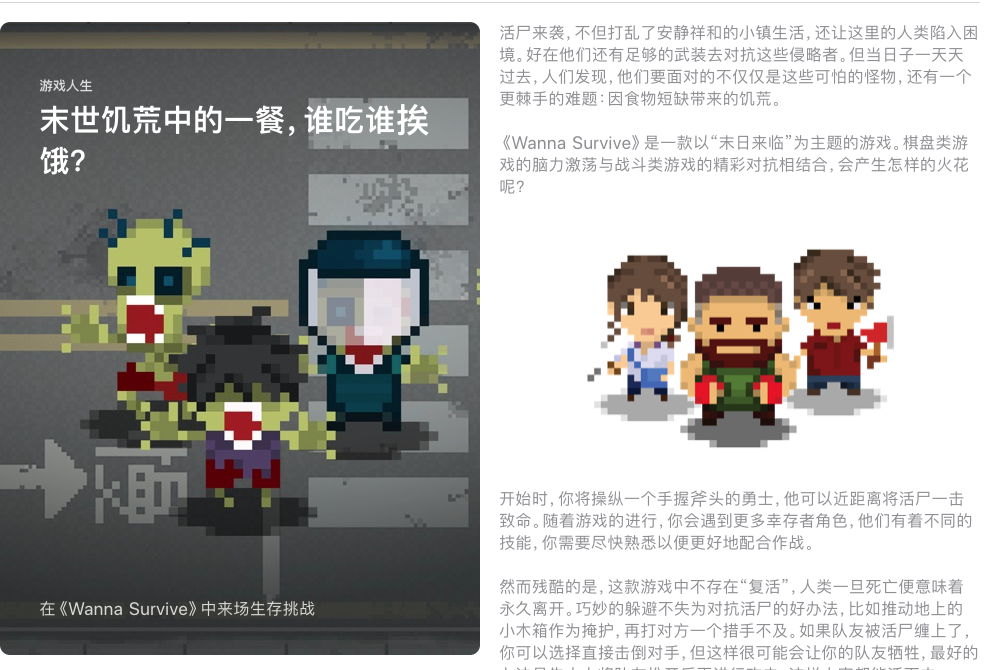 游戏人生
末世饥荒中的一餐，谁吃谁挨
饿？
在《Wanna Survive》中来场生存挑战
活尸来袭，不但打乱了安静祥和的小镇生活，还让这里的人类陷入困
境。好在他们还有足够的武装去对抗这些侵略者。但当日子一天天
过去，人们发现，他们要面对的不仅仅是这些可怕的怪物，还有一个
更棘手的难题：因食物短缺带来的饥荒。
《Wanna Survive》是一款以“末日来临”为主题的游戏。棋盘类游
戏的脑力激荡与战斗类游戏的精彩对抗相结合，会产生怎样的火花
呢？
开始时，你将操纵一个手握斧头的勇士，他可以近距离将活尸一击
致命。随着游戏的进行，你会遇到更多幸存者角色，他们有着不同的
技能，你需要尽快熟悉以便更好地配合作战。
然而残酷的是，这款游戏中不存在“复活”，人类一旦死亡便意味着
永久离开。巧妙的躲避不失为对抗活尸的好办法，比如推动地上的
小木箱作为掩护，再打对方一个措手不及。如果队友被活尸缠上了，
你可以选择直接击倒对手，但这样很可能会让你的队友牺牲，最好的